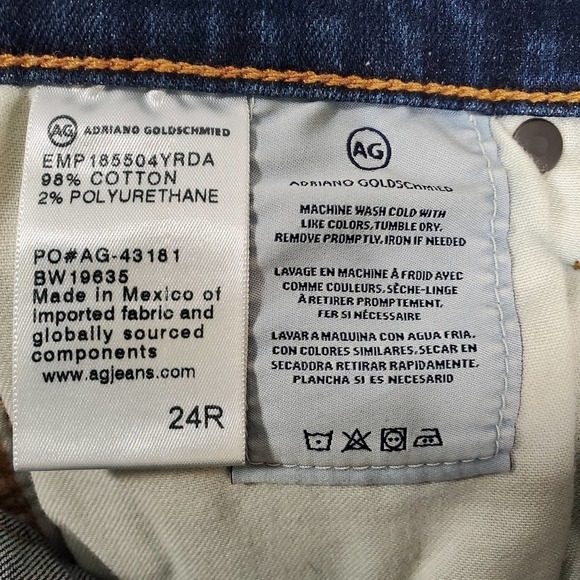 AG ADRIANO GOLDSCHMIED
EMP185504YRDA
98% COTTON
2% POLYURETHANE
PO#AG-43181
BW19635
Made in Mexico of
imported fabric and
globally sourced
components
www.agjeans.com
24R
AG
ADRIANO GOLDSCHMIED
MACHINE WASH COLD WITH
LIKE COLORS, TUMBLE DRY.
REMOVE PROMPTLY. IRON IF NEEDED
LAVAGE EN MACHINE À FROID AVEC
COMME COULEURS. SÈCHE-LINGE
À RETIRER PROMPTEMENT.
FER SI NÉCESSAIRE
LAVAR A MAQUINA CON AGUA FRIA.
CON COLORES SIMILARES. SECAR EN
SECADORA RETIRAR RAPIDAMENTE.
PLANCHA SI ES NECESARIO